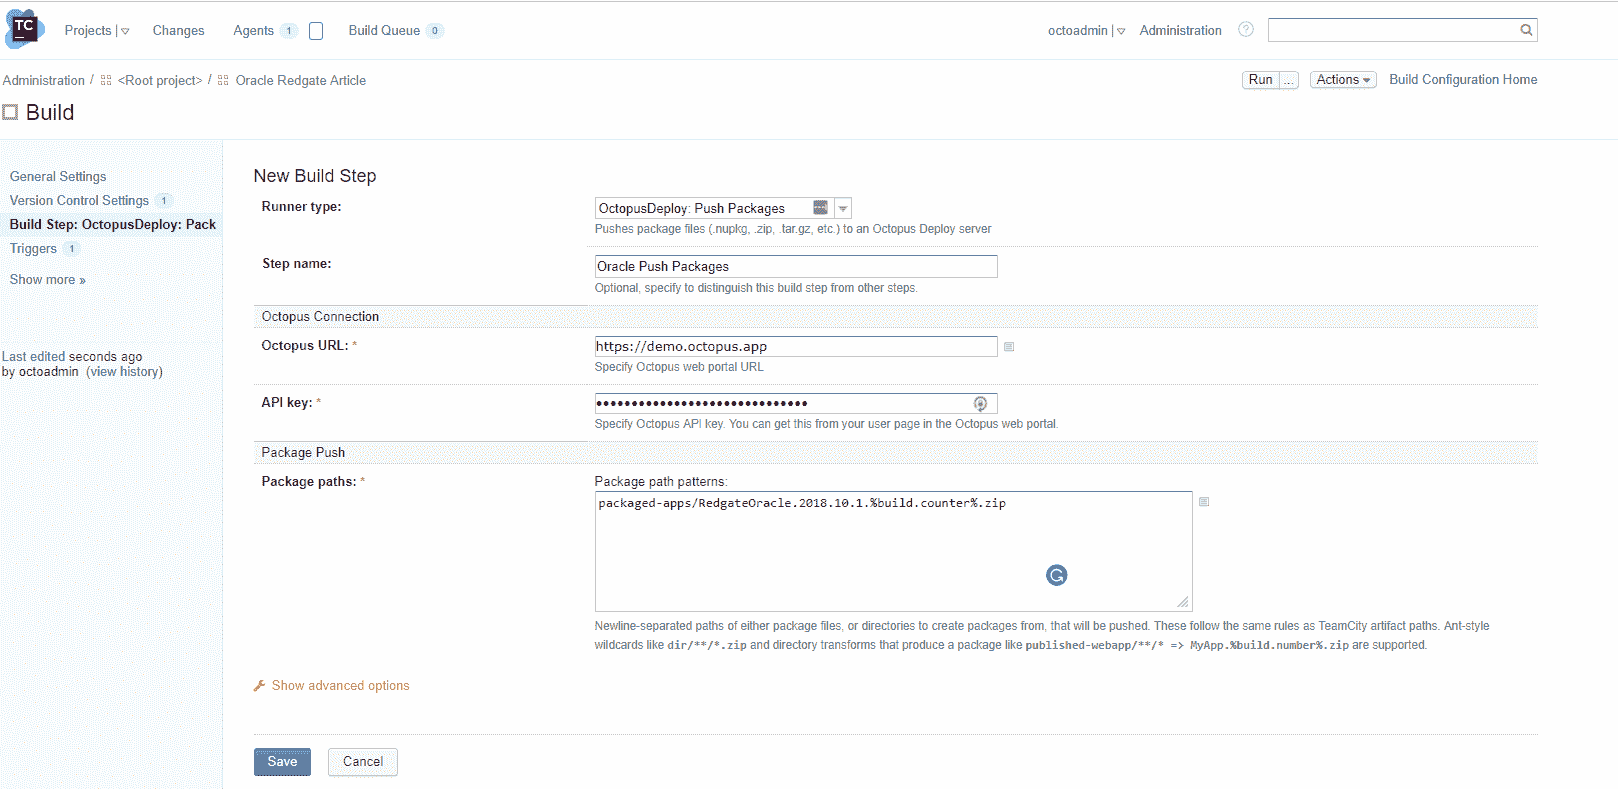 TC Projects Changes Agents 1 Build Queue 0 octoadmin Administration ?
Administration / <Root project> / Oracle Redgate Article Run ... Actions Build Configuration Home
Build
General Settings
Version Control Settings 1
Build Step: OctopusDeploy: Pack
Triggers 1
Show more »
Last edited seconds ago
by octoadmin (view history)
New Build Step
Runner type: OctopusDeploy: Push Packages
Pushes package files (.nupkg, .zip, .tar.gz, etc.) to an Octopus Deploy server
Step name: Oracle Push Packages
Optional, specify to distinguish this build step from other steps.
Octopus Connection
Octopus URL: * https://demo.octopus.app
Specify Octopus web portal URL
API key: * ••••••••••••••••••••••••••••••
Specify Octopus API key. You can get this from your user page in the Octopus web portal.
Package Push
Package paths: * Package path patterns:
packaged-apps/RedgateOracle.2018.10.1.%build.counter%.zip
Newline-separated paths of either package files, or directories to create packages from, that will be pushed. These follow the same rules as TeamCity artifact paths. Ant-style
wildcards like dir/**/*.zip and directory transforms that produce a package like published-webapp/**/* => MyApp.%build.number%.zip are supported.
Show advanced options
Save Cancel